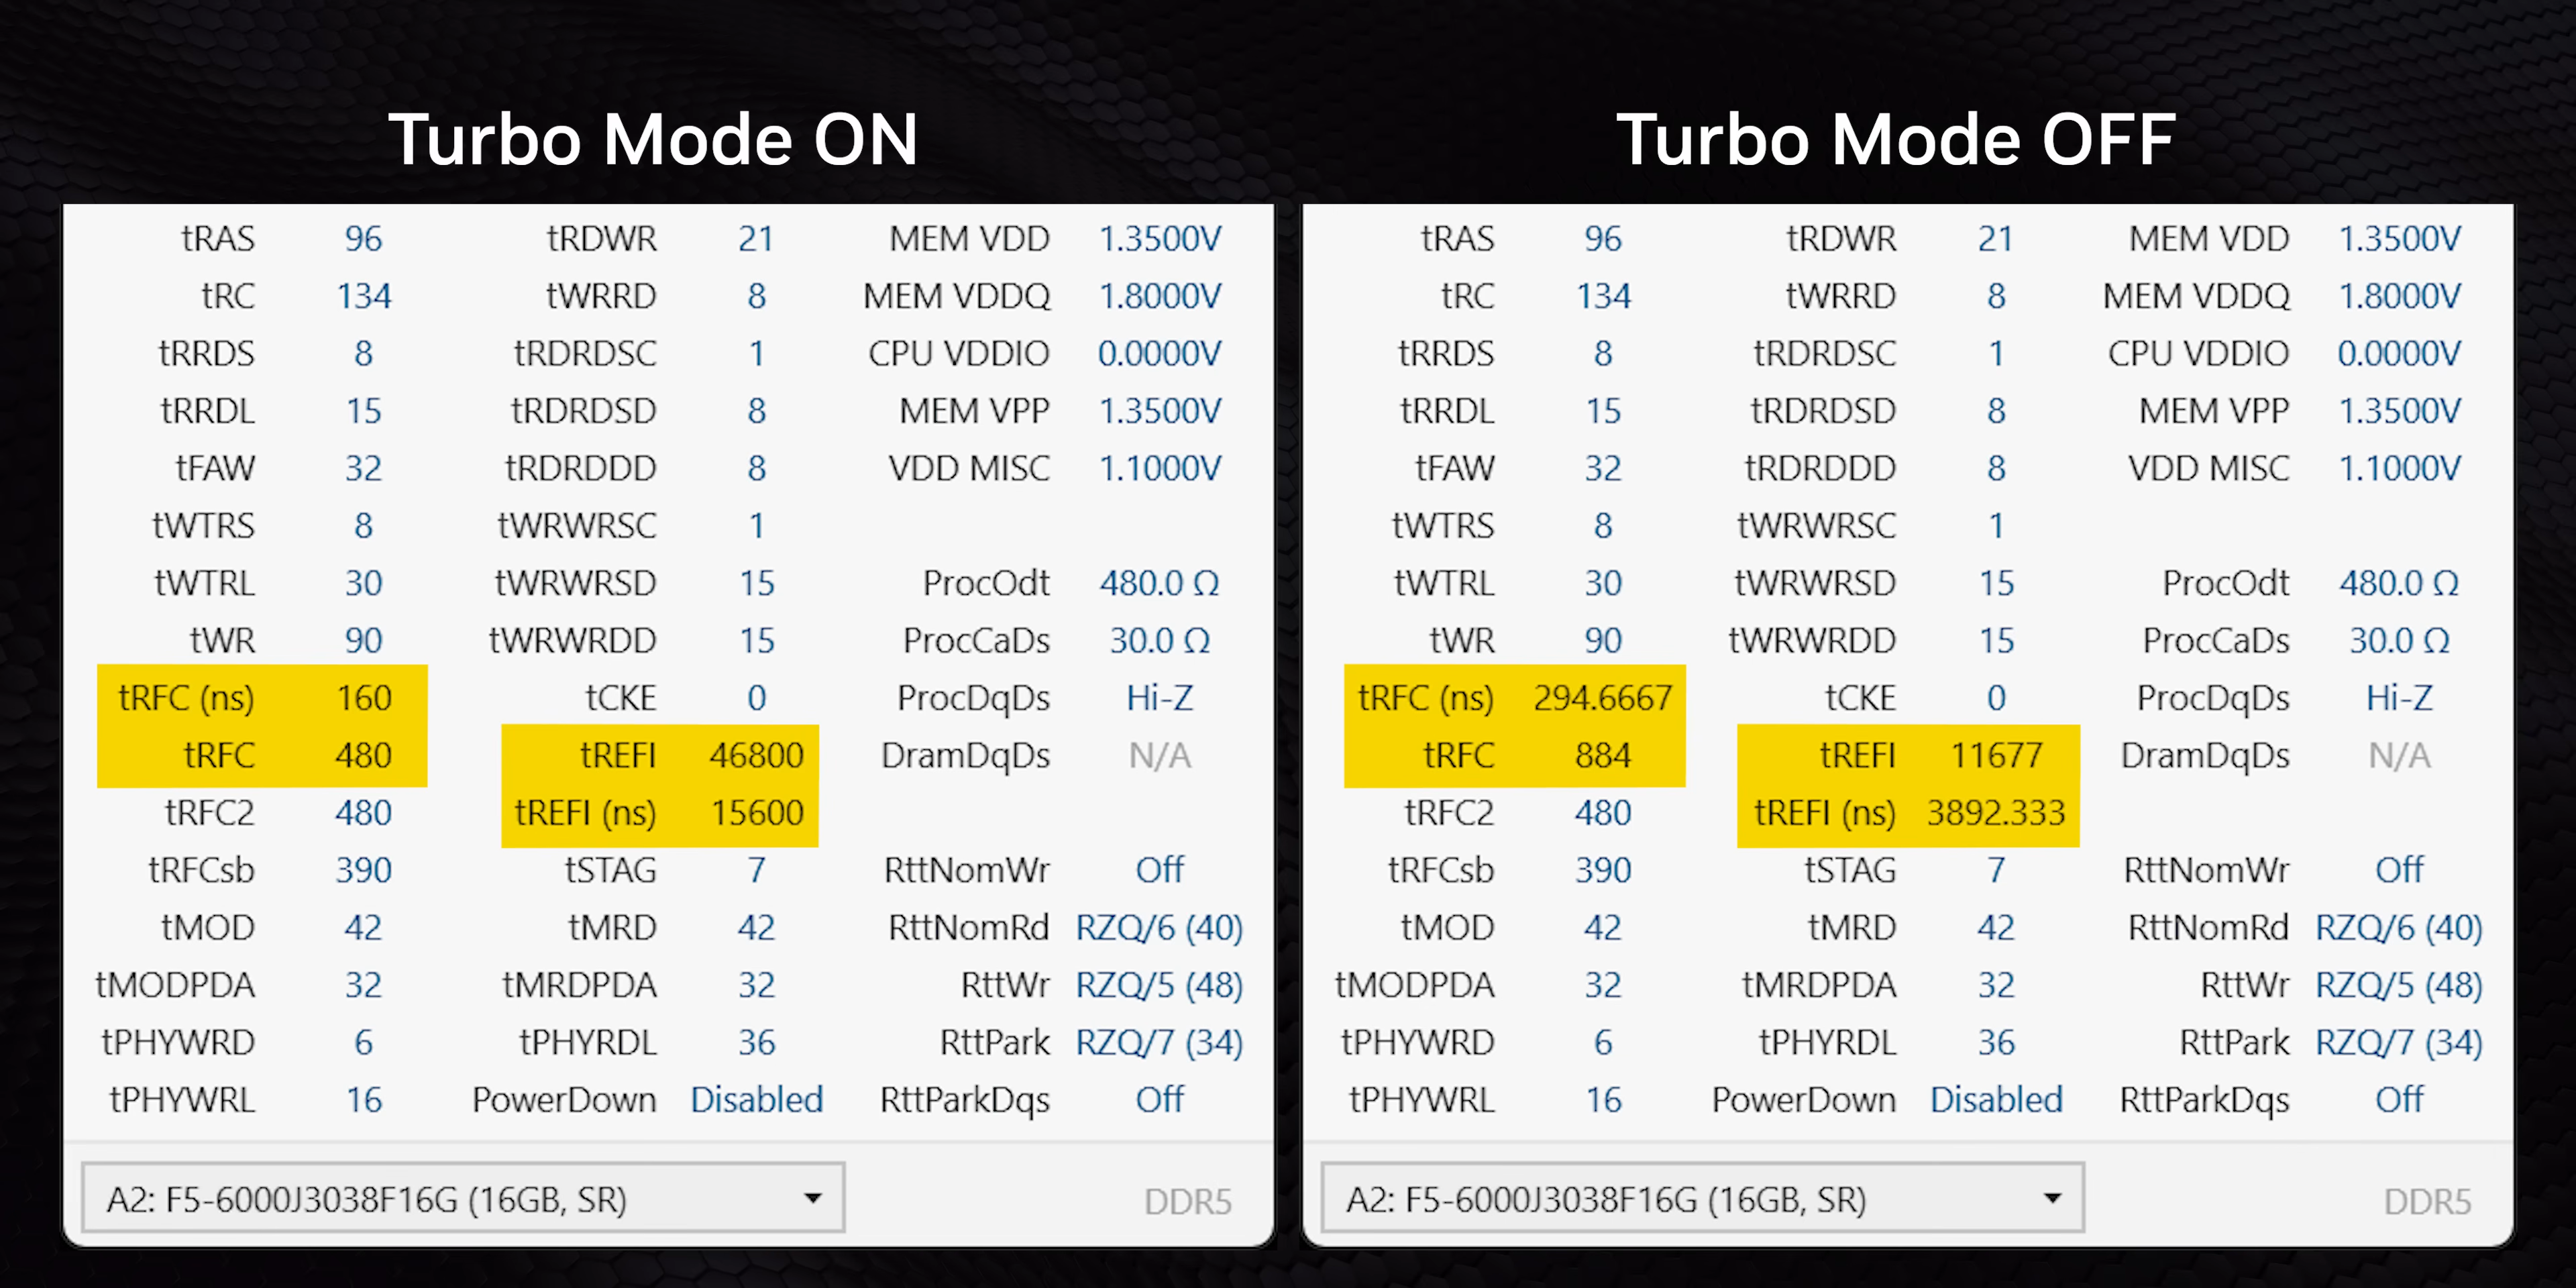 Turbo Mode ON
tRAS 96 tRDWR 21 MEM VDD 1.3500V
tRC 134 tWRRD 8 MEM VDDQ 1.8000V
tRRDS 8 tRDRDSC 1 CPU VDDIO 0.0000V
tRRDL 15 tRDRDSD 8 MEM VPP 1.3500V
tFAW 32 tRDRDDD 8 VDD MISC 1.1000V
tWTRS 8 tWRWRSC 1
tWTRL 30 tWRWRSD 15 ProcOdt 480.0 Ω
tWR 90 tWRWRDD 15 ProcCaDs 30.0 Ω
tRFC (ns) 160 tCKE 0 ProcDqDs Hi-Z
tRFC 480 tREFI 46800 DramDqDs N/A
tRFC2 480 tREFI (ns) 15600
tRFCsb 390 tSTAG 7 RttNomWr Off
tMOD 42 tMRD 42 RttNomRd RZQ/6 (40)
tMODPDA 32 tMRDPDA 32 RttWr RZQ/5 (48)
tPHYWRD 6 tPHYRDL 36 RttPark RZQ/7 (34)
tPHYWRL 16 PowerDown Disabled RttParkDqs Off
A2: F5-6000J3038F16G (16GB, SR) DDR5
Turbo Mode OFF
tRAS 96 tRDWR 21 MEM VDD 1.3500V
tRC 134 tWRRD 8 MEM VDDQ 1.8000V
tRRDS 8 tRDRDSC 1 CPU VDDIO 0.0000V
tRRDL 15 tRDRDSD 8 MEM VPP 1.3500V
tFAW 32 tRDRDDD 8 VDD MISC 1.1000V
tWTRS 8 tWRWRSC 1
tWTRL 30 tWRWRSD 15 ProcOdt 480.0 Ω
tWR 90 tWRWRDD 15 ProcCaDs 30.0 Ω
tRFC (ns) 294.6667 tCKE 0 ProcDqDs Hi-Z
tRFC 884 tREFI 11677 DramDqDs N/A
tRFC2 480 tREFI (ns) 3892.333
tRFCsb 390 tSTAG 7 RttNomWr Off
tMOD 42 tMRD 42 RttNomRd RZQ/6 (40)
tMODPDA 32 tMRDPDA 32 RttWr RZQ/5 (48)
tPHYWRD 6 tPHYRDL 36 RttPark RZQ/7 (34)
tPHYWRL 16 PowerDown Disabled RttParkDqs Off
A2: F5-6000J3038F16G (16GB, SR) DDR5